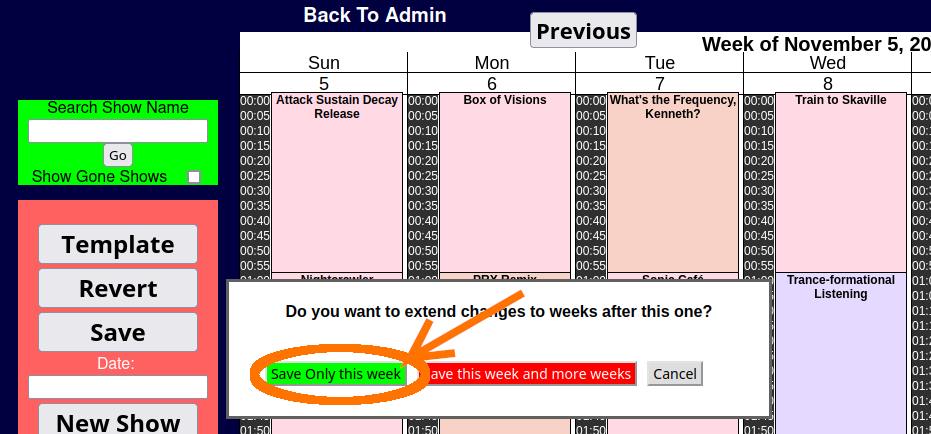 Back To Admin
Previous
Week of November 5, 20
Sun Mon Tue Wed
5 6 7 8
Search Show Name
Go
Show Gone Shows
Template
Revert
Save
Date:
New Show
00:00 Attack Sustain Decay 00:00 Box of Visions 00:00 What's the Frequency, 00:00 Train to Skaville
Release Kenneth?
00:05 00:05 00:05 00:05
00:10 00:10 00:10 00:10
00:15 00:15 00:15 00:15
00:20 00:20 00:20 00:20
00:25 00:25 00:25 00:25
00:30 00:30 00:30 00:30
00:35 00:35 00:35 00:35
00:40 00:40 00:40 00:40
00:45 00:45 00:45 00:45
00:50 00:50 00:50 00:50
00:55 00:55 00:55 00:55
Nightcrawler PRX Remix Sonic Café Trance-formational
Listening
Do you want to extend changes to weeks after this one?
Save Only this week ave this week and more weeks Cancel
01:50 01:50 01:50 01:50